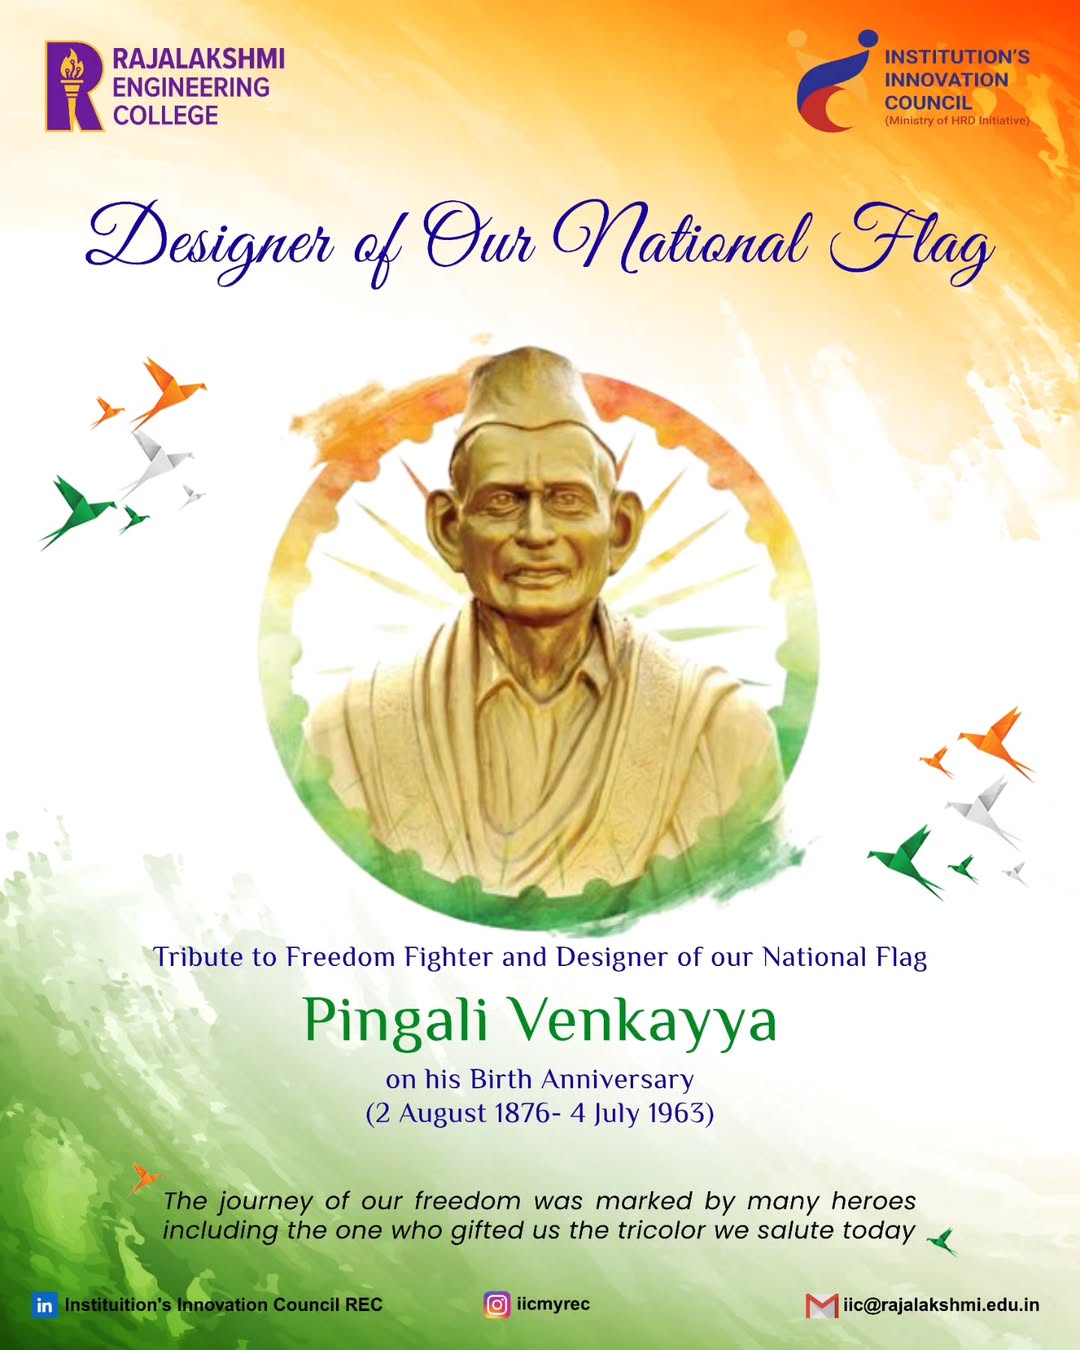 RAJALAKSHMI
ENGINEERING
COLLEGE
INSTITUTION'S
INNOVATION
COUNCIL
(Ministry of HRD Initiative)
Designer of Our National Flag
Tribute to Freedom Fighter and Designer of our National Flag
Pingali Venkayya
on his Birth Anniversary
(2 August 1876- 4 July 1963)
The journey of our freedom was marked by many heroes
including the one who gifted us the tricolor we salute today
in Instituition's Innovation Council REC
iicmyrec
iic@rajalakshmi.edu.in